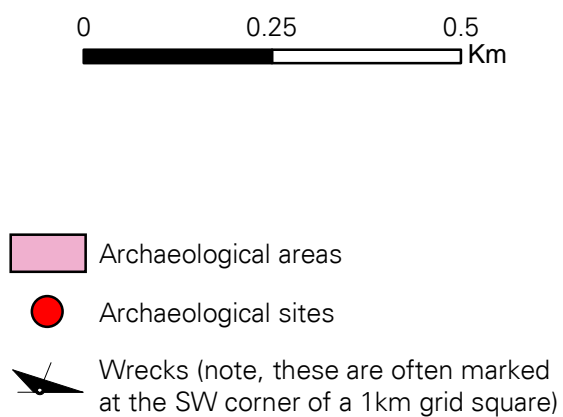 0 0.25 0.5
Km
Archaeological areas
Archaeological sites
Wrecks (note, these are often marked
at the SW corner of a 1km grid square)